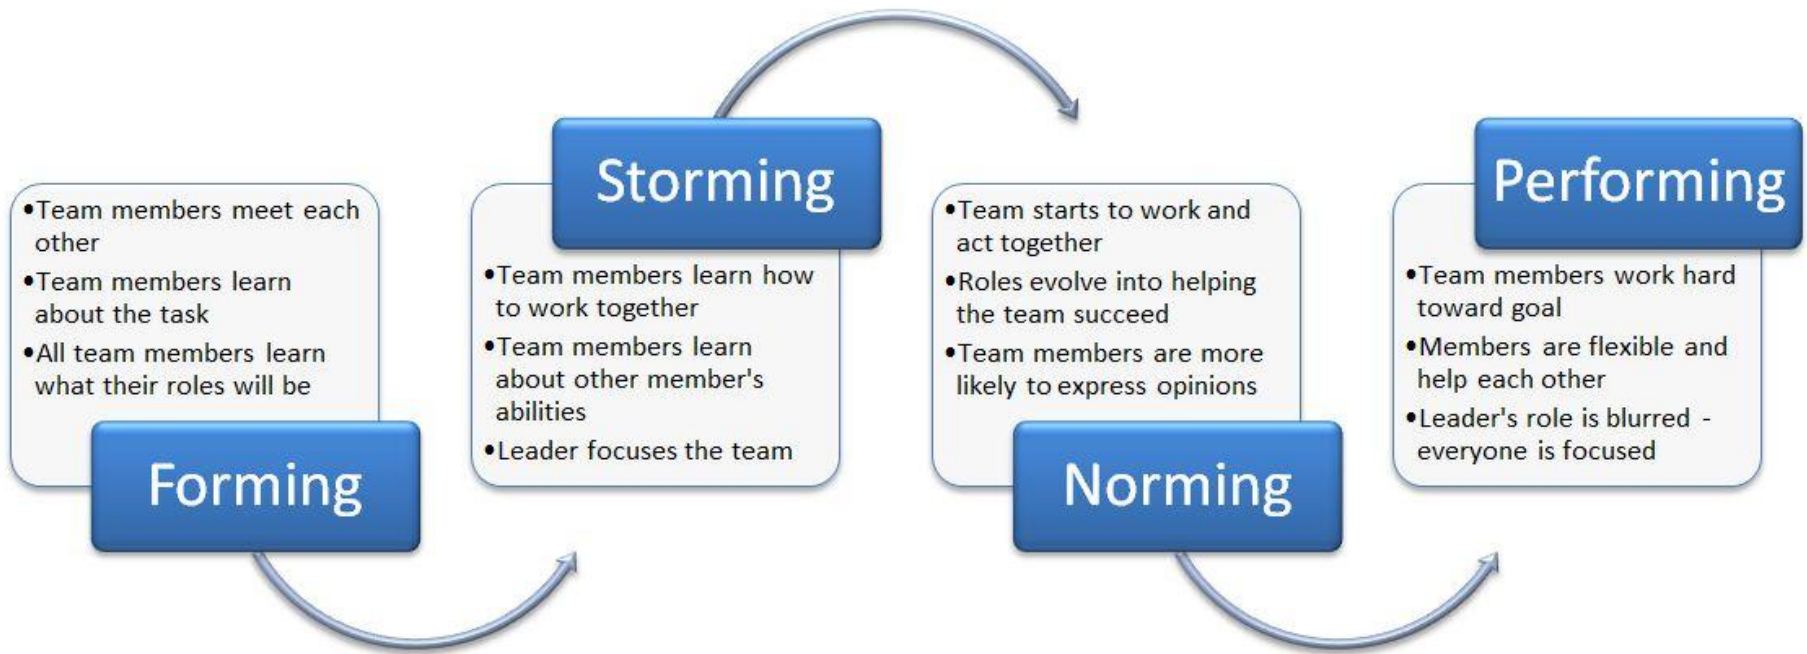 •Team members meet each
other
•Team members learn
about the task
•All team members learn
what their roles will be
Forming
Storming
•Team members learn how
to work together
•Team members learn
about other member's
abilities
•Leader focuses the team
•Team starts to work and
act together
•Roles evolve into helping
the team succeed
•Team members are more
likely to express opinions
Norming
Performing
•Team members work hard
toward goal
•Members are flexible and
help each other
•Leader's role is blurred -
everyone is focused